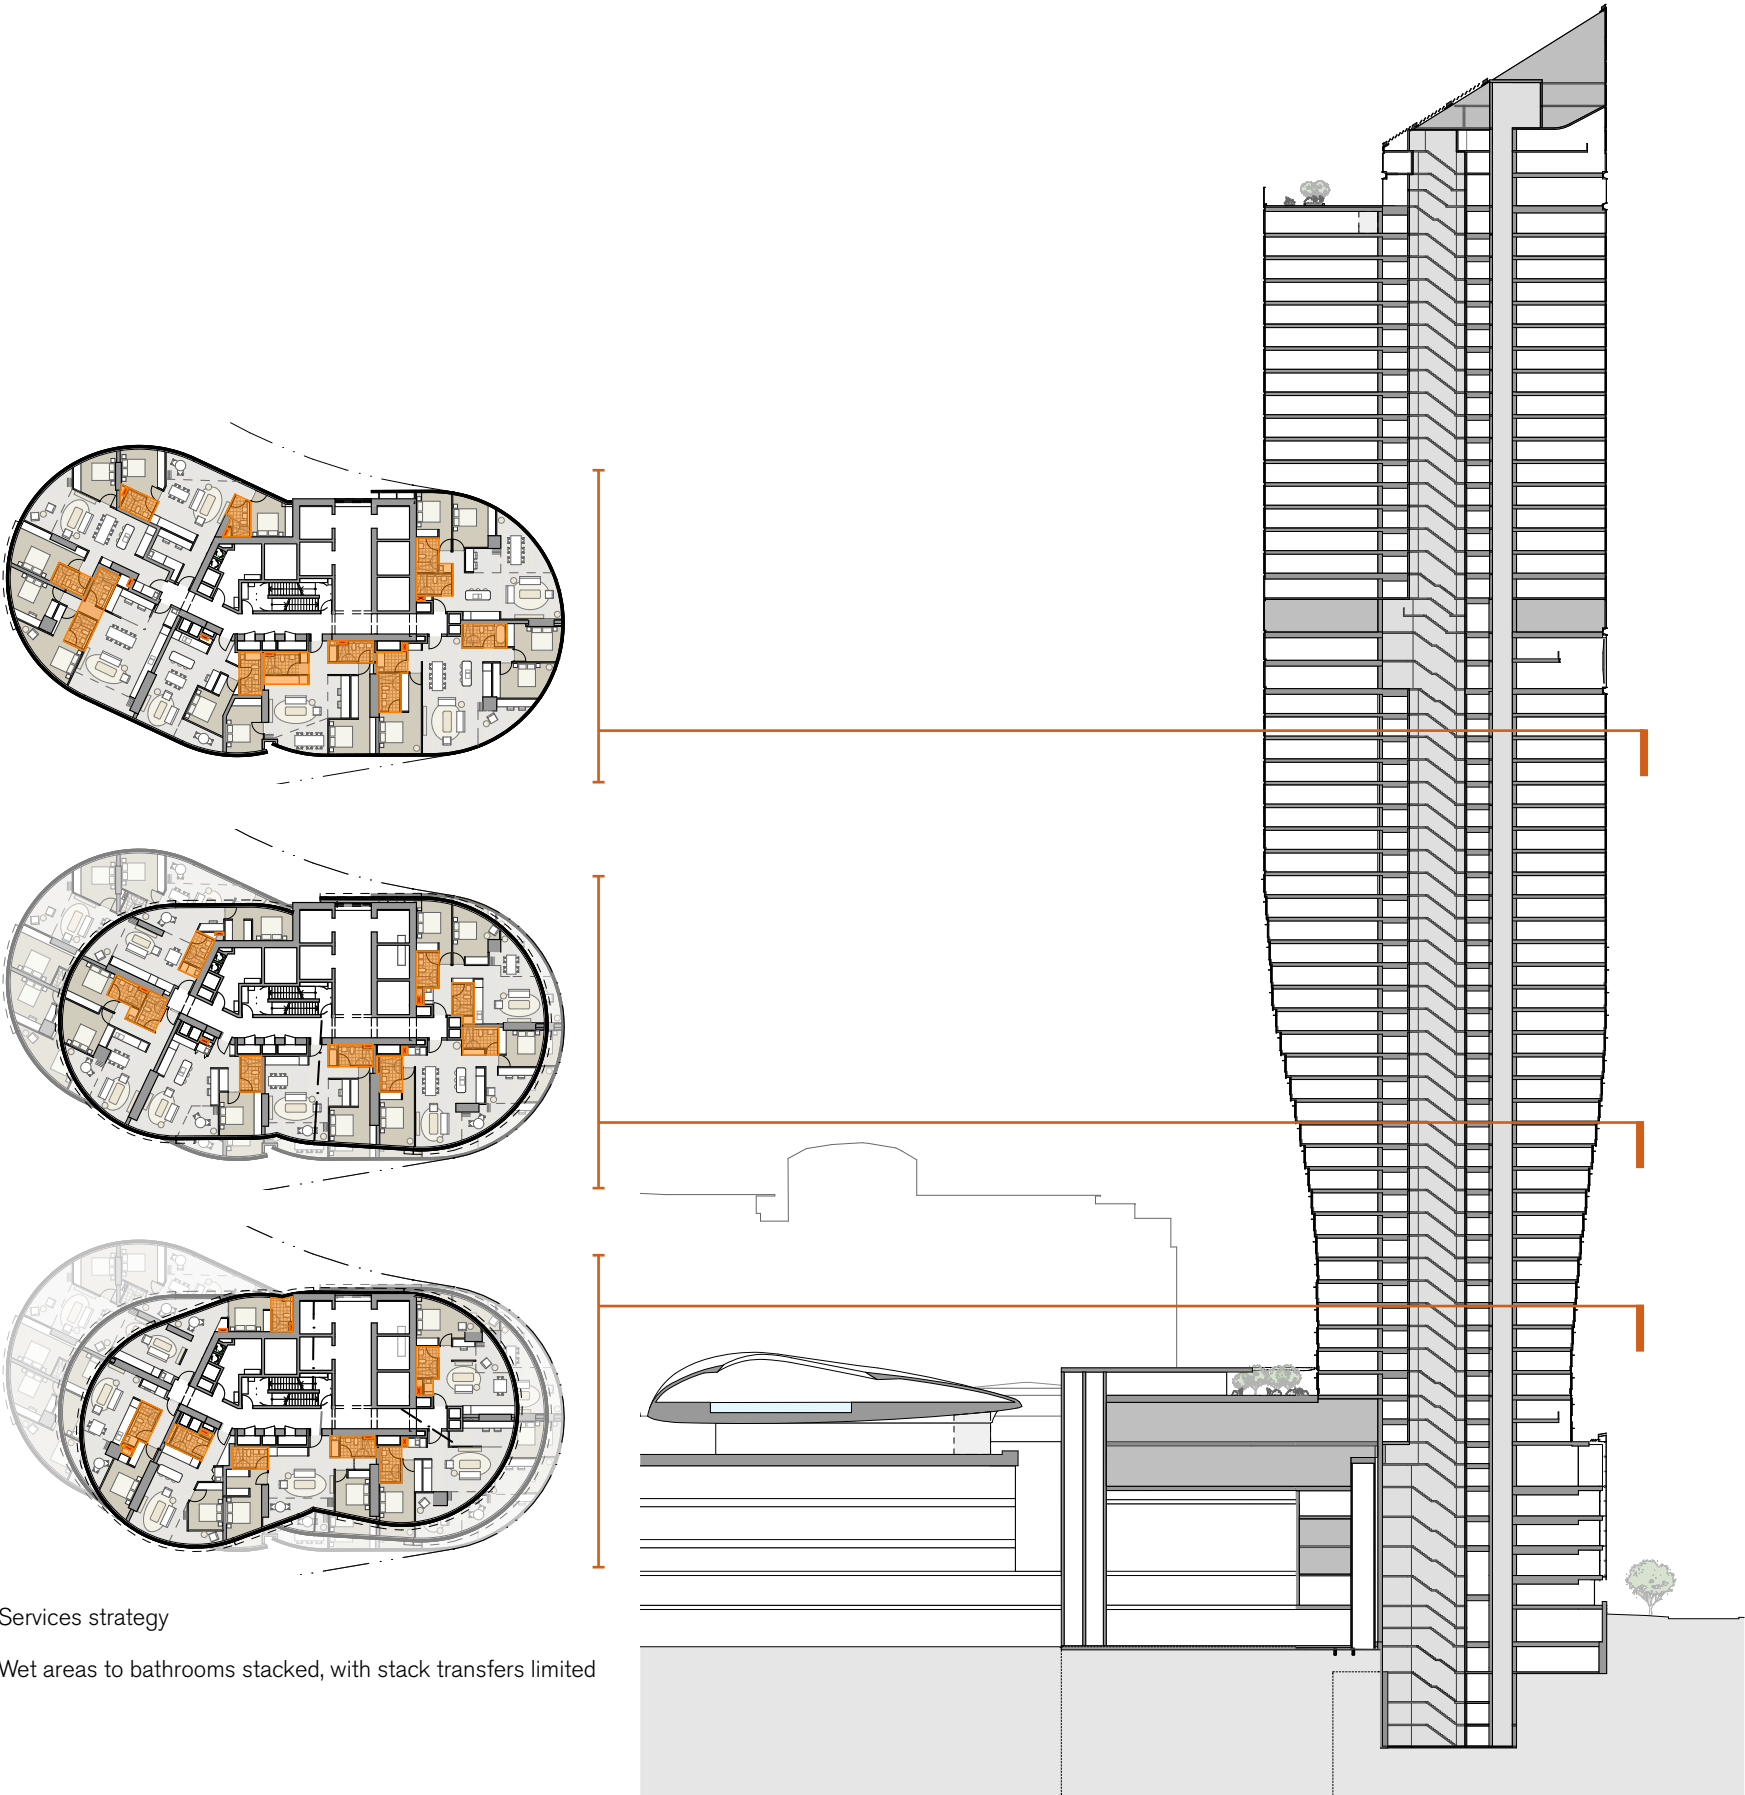 Services strategy
Wet areas to bathrooms stacked, with stack transfers limited